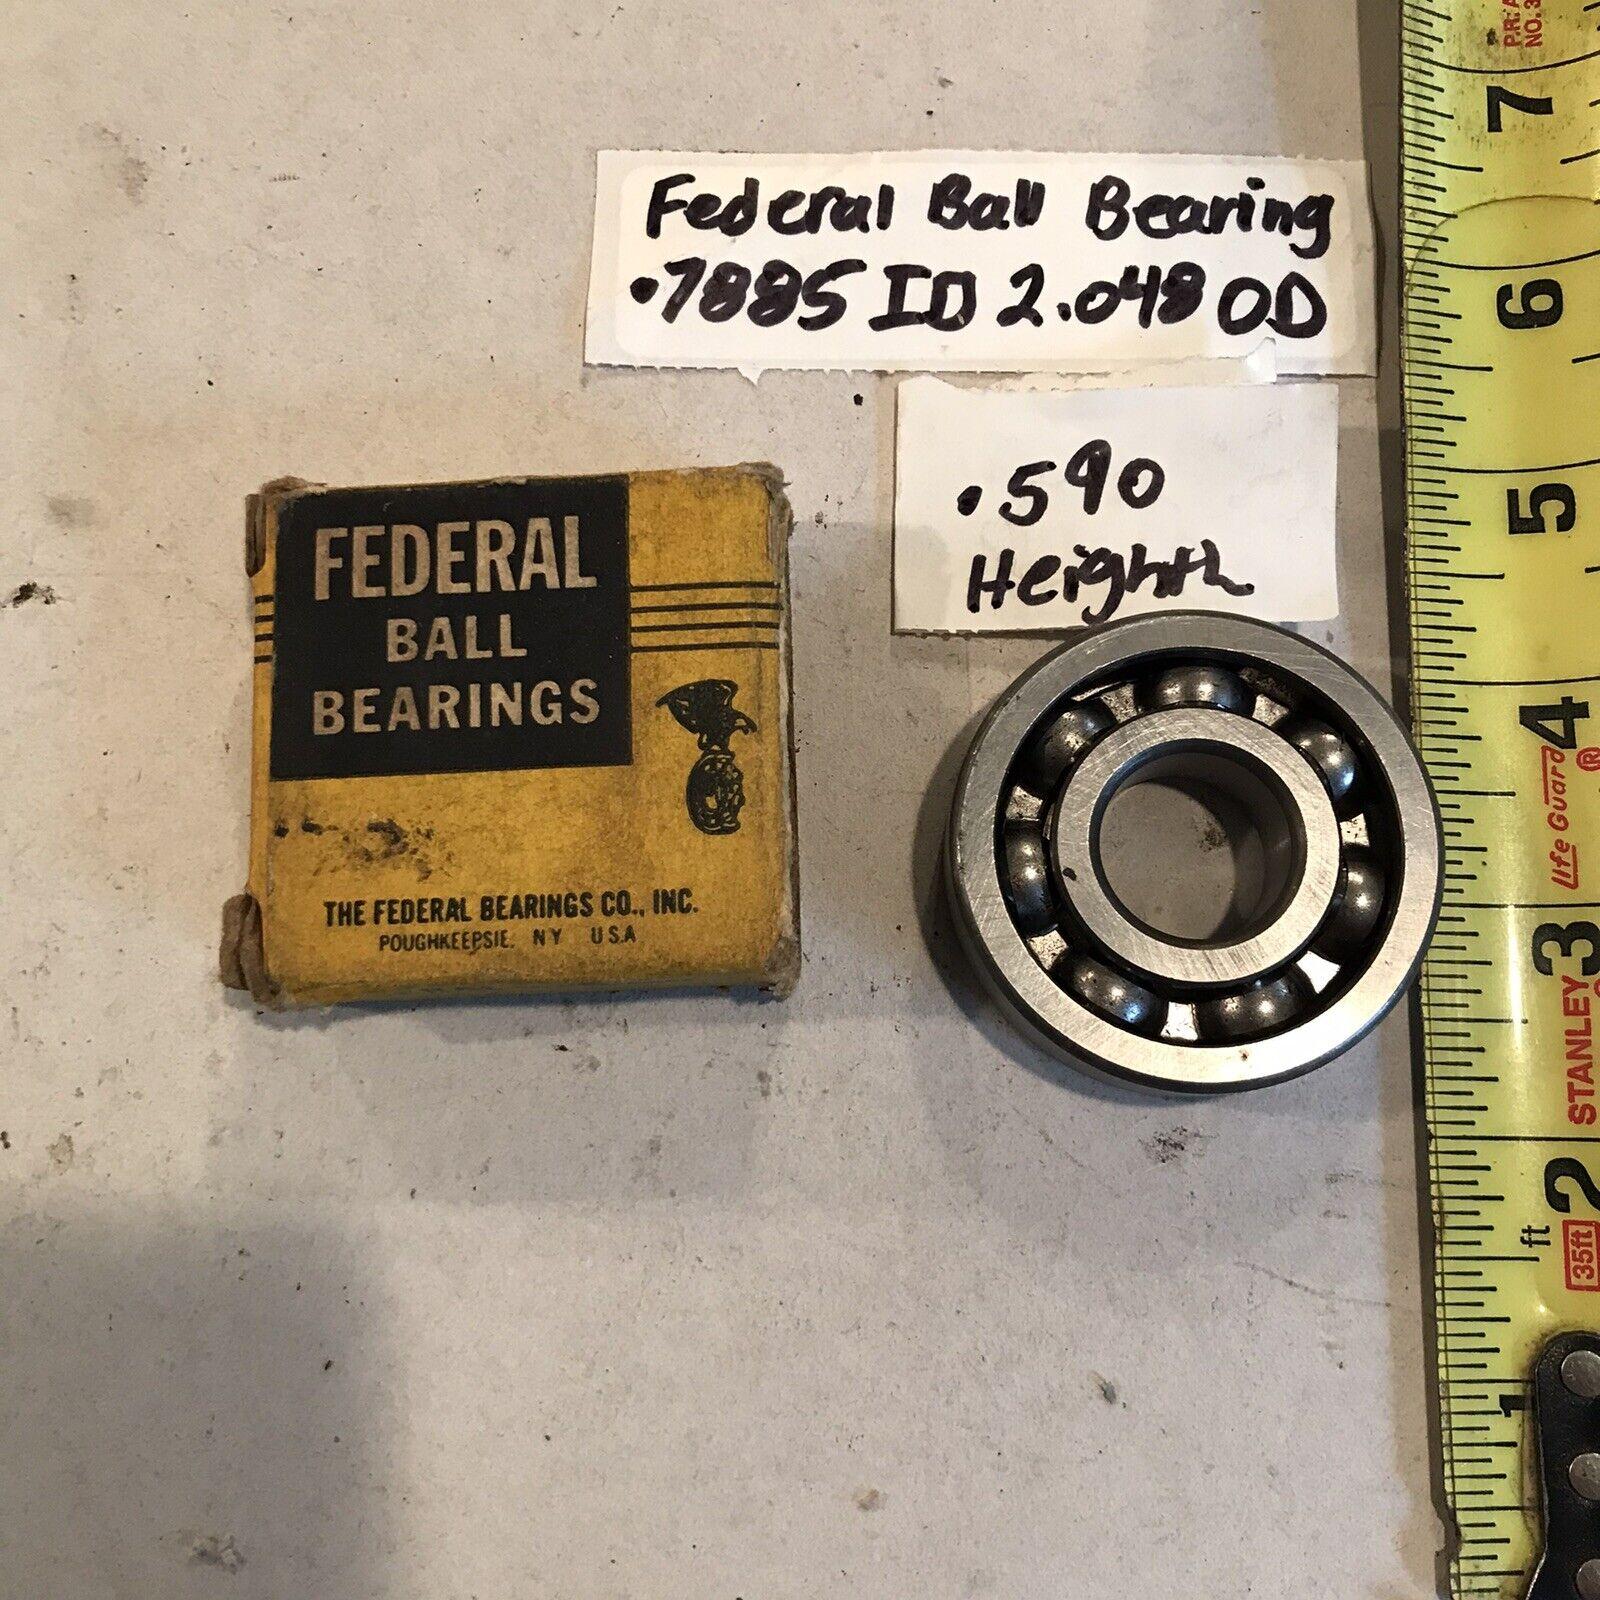 Federal Ball Bearing
.7885 ID 2.048 OD
.590
Heighth
FEDERAL
BALL
BEARINGS
THE FEDERAL BEARINGS CO., INC.
POUGHKEEPSIE, NY USA
7
6
5
4
3
2
1
ft
35ft
STANLEY
Life Guard®